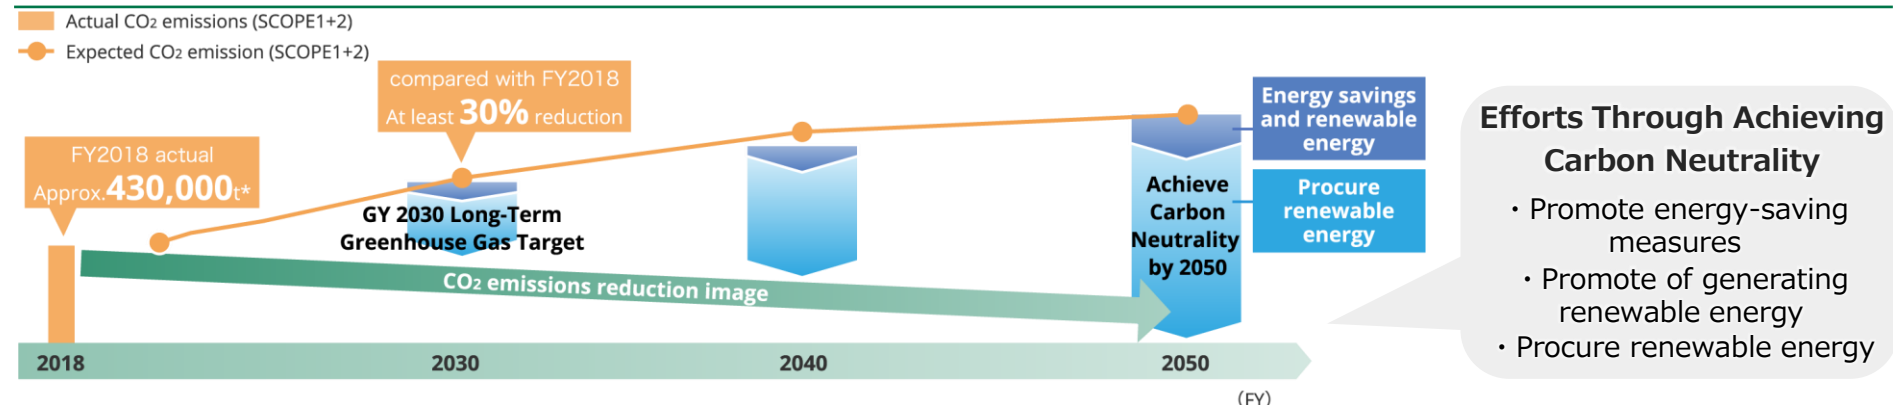 Actual CO2 emissions (SCOPE1+2)
Expected CO2 emission (SCOPE1+2)
compared with FY2018
At least 30% reduction
FY2018 actual
Approx.430,000t*
GY 2030 Long-Term
Greenhouse Gas Target
CO2 emissions reduction image
Achieve
Carbon
Neutrality
by 2050
Energy savings
and renewable
energy
Procure
renewable
energy
2018
2030
2040
2050
(FY)
Efforts Through Achieving
Carbon Neutrality
・Promote energy-saving
measures
・Promote of generating
renewable energy
・Procure renewable energy